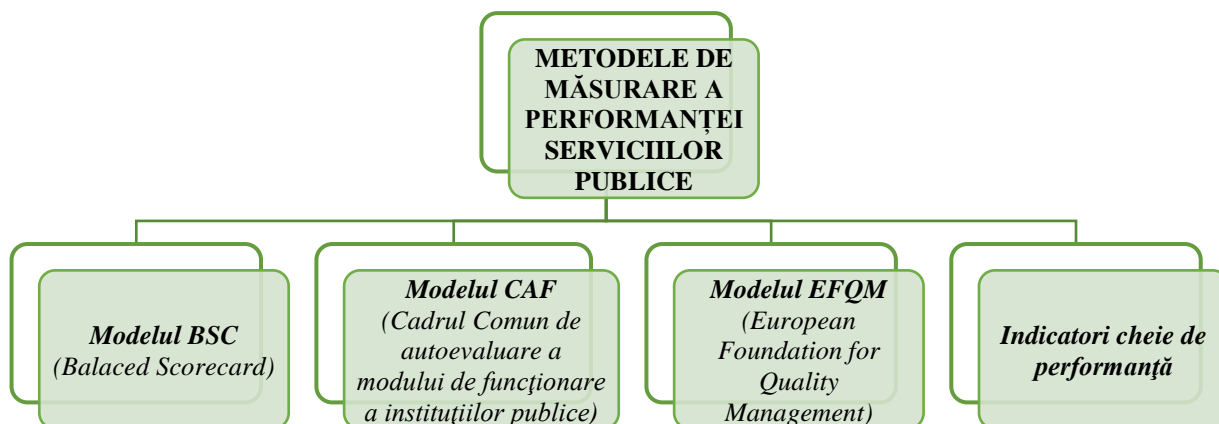 METODELE DE
MĂSURARE A
PERFORMANȚEI
SERVICIILOR
PUBLICE
Modelul BSC
(Balaced Scorecard)
Modelul CAF
(Cadrul Comun de
autoevaluare a
modului de funcţionare
a instituţiilor publice)
Modelul EFQM
(European
Foundation for
Quality
Management)
Indicatori cheie de
performanţă